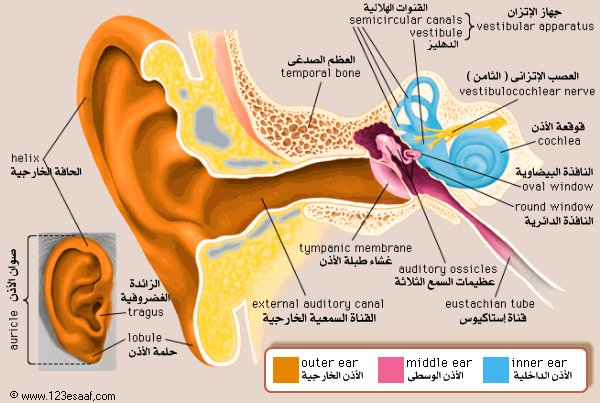 القنوات الهلالية
semicircular canals
vestibule
الدهليز
جهاز الإتزان
vestibular apparatus
العظم الصدغى
temporal bone
العصب الإتزانى ( الثامن )
vestibulocochlear nerve
قوقعة الأذن
cochlea
النافذة البيضاوية
oval window
round window
النافذة الدائرية
helix
الحافة الخارجية
tympanic membrane
غشاء طبلة الأذن
auditory ossicles
عظيمات السمع الثلاثة
صوان الأذن
auricle
الزائدة
الغضروفية
tragus
external auditory canal
القناة السمعية الخارجية
eustachian tube
قناة إستاكيوس
lobule
حلمة الأذن
outer ear
الأذن الخارجية
middle ear
الأذن الوسطى
inner ear
الأذن الداخلية
© www.123esaaf.com